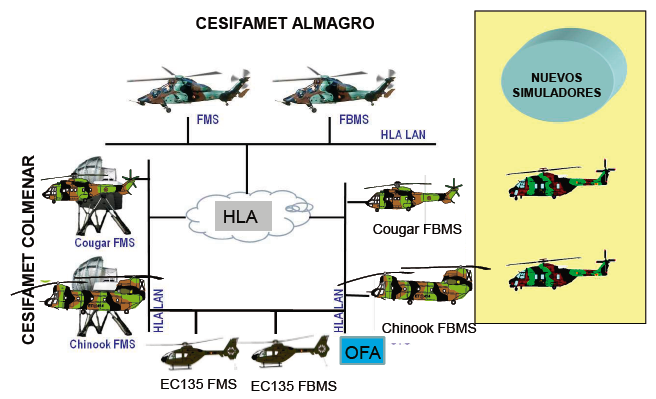 CESIFAMET ALMAGRO
NUEVOS
SIMULADORES
FMS
FBMS
HLA LAN
CESIFAMET COLMENAR
HLA
Cougar FMS
Cougar FBMS
HLA LAN
HLA LAN
Chinook FMS
Chinook FBMS
OFA
EC135 FMS
EC135 FBMS